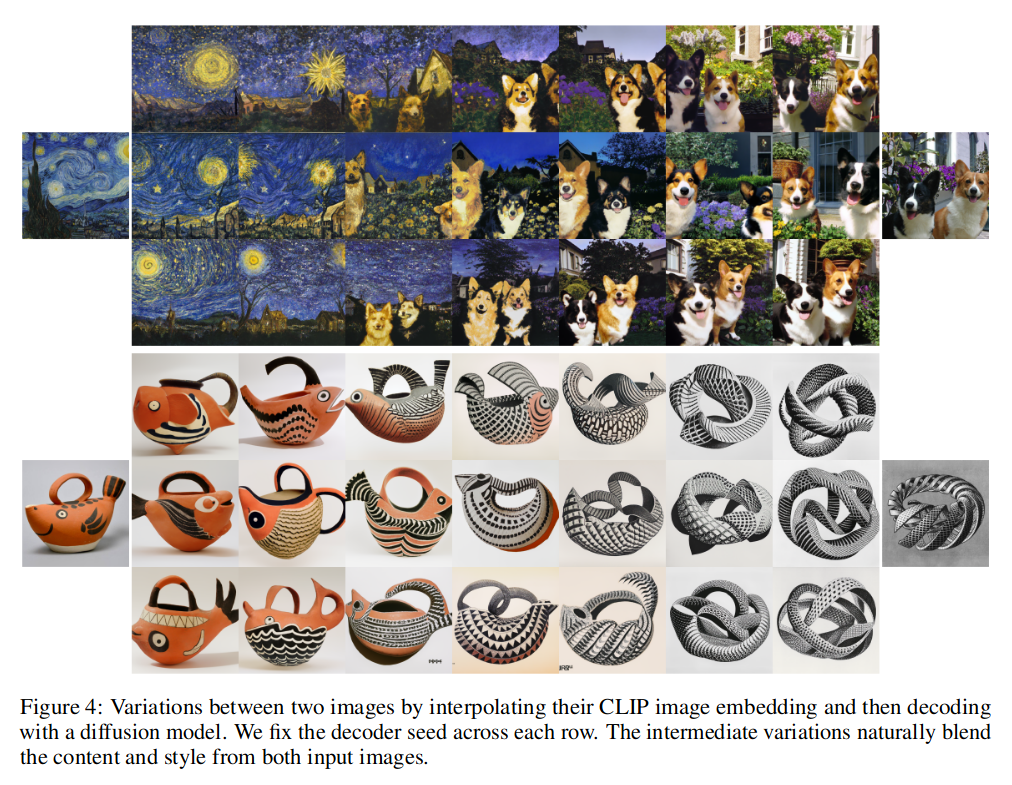 Figure 4: Variations between two images by interpolating their CLIP image embedding and then decoding
with a diffusion model. We fix the decoder seed across each row. The intermediate variations naturally blend
the content and style from both input images.